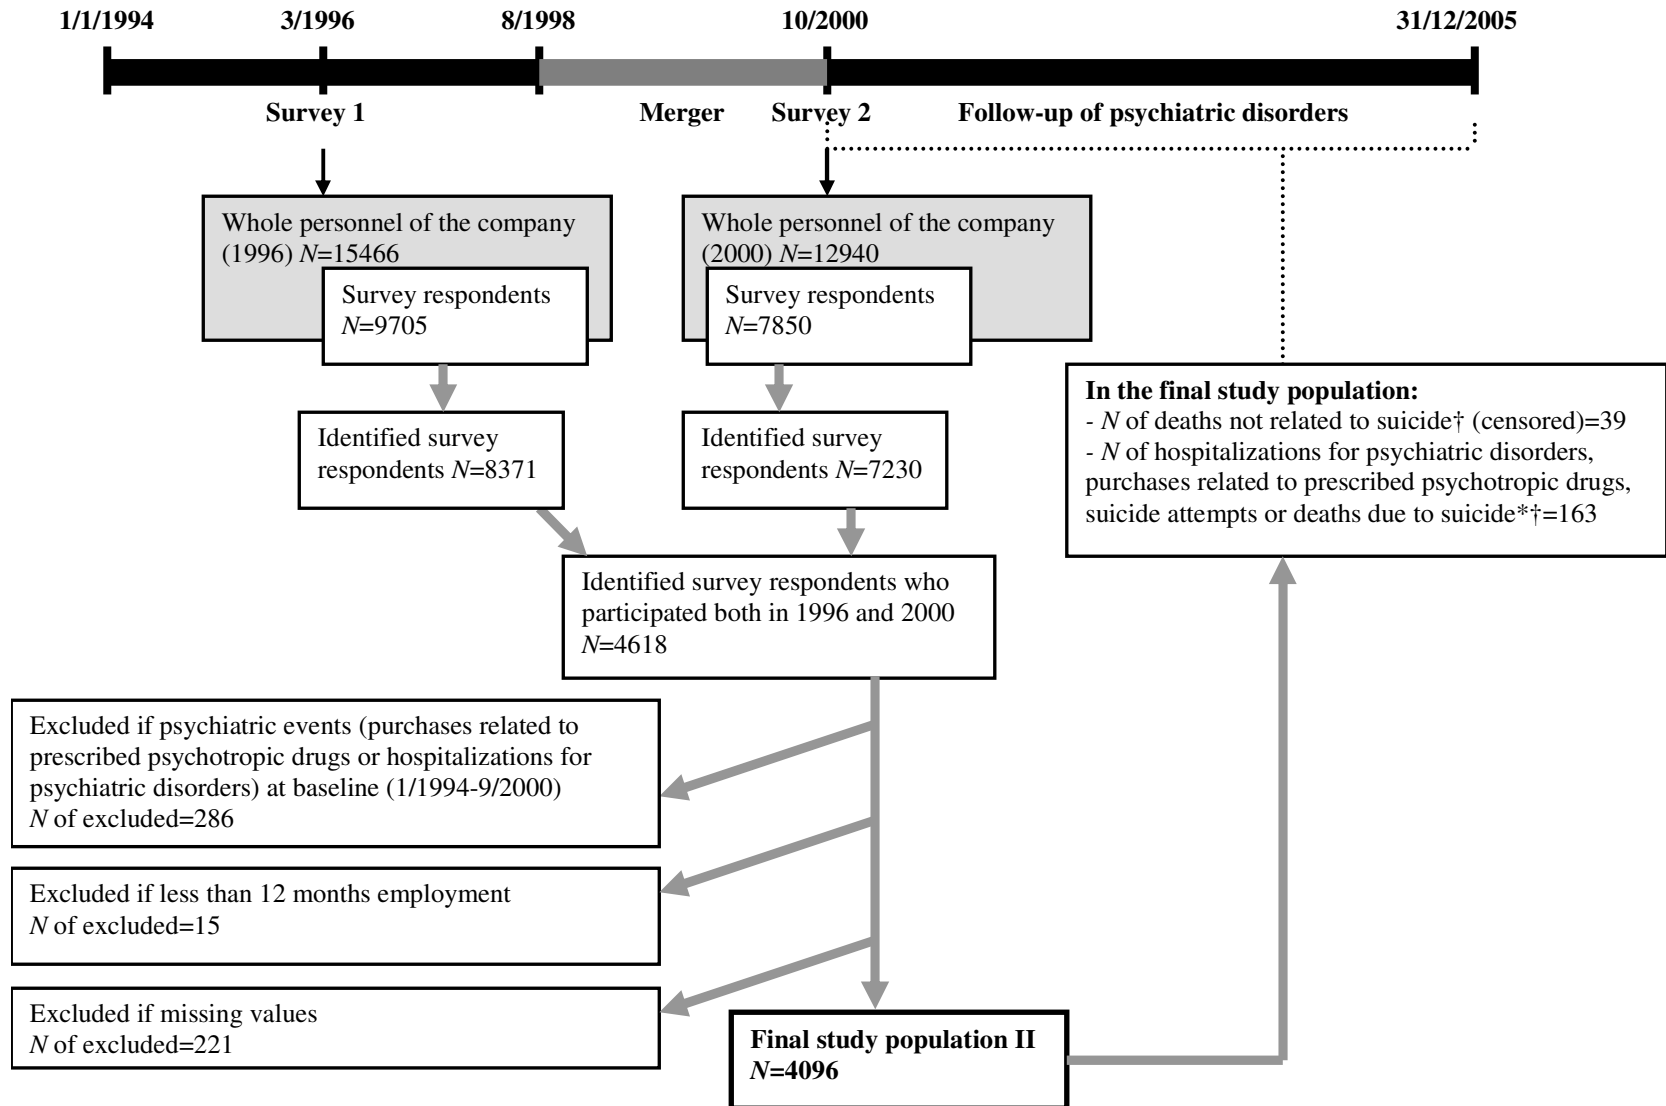 1/1/1994 3/1996 8/1998 10/2000 31/12/2005
Survey 1 Merger Survey 2 Follow-up of psychiatric disorders
Whole personnel of the company
(1996) N=15466
Survey respondents
N=9705
Whole personnel of the company
(2000) N=12940
Survey respondents
N=7850
Identified survey
respondents N=8371
Identified survey
respondents N=7230
In the final study population:
- N of deaths not related to suicide† (censored)=39
- N of hospitalizations for psychiatric disorders,
purchases related to prescribed psychotropic drugs,
suicide attempts or deaths due to suicide*†=163
Identified survey respondents who
participated both in 1996 and 2000
N=4618
Excluded if psychiatric events (purchases related to
prescribed psychotropic drugs or hospitalizations for
psychiatric disorders) at baseline (1/1994-9/2000)
N of excluded=286
Excluded if less than 12 months employment
N of excluded=15
Excluded if missing values
N of excluded=221
Final study population II
N=4096